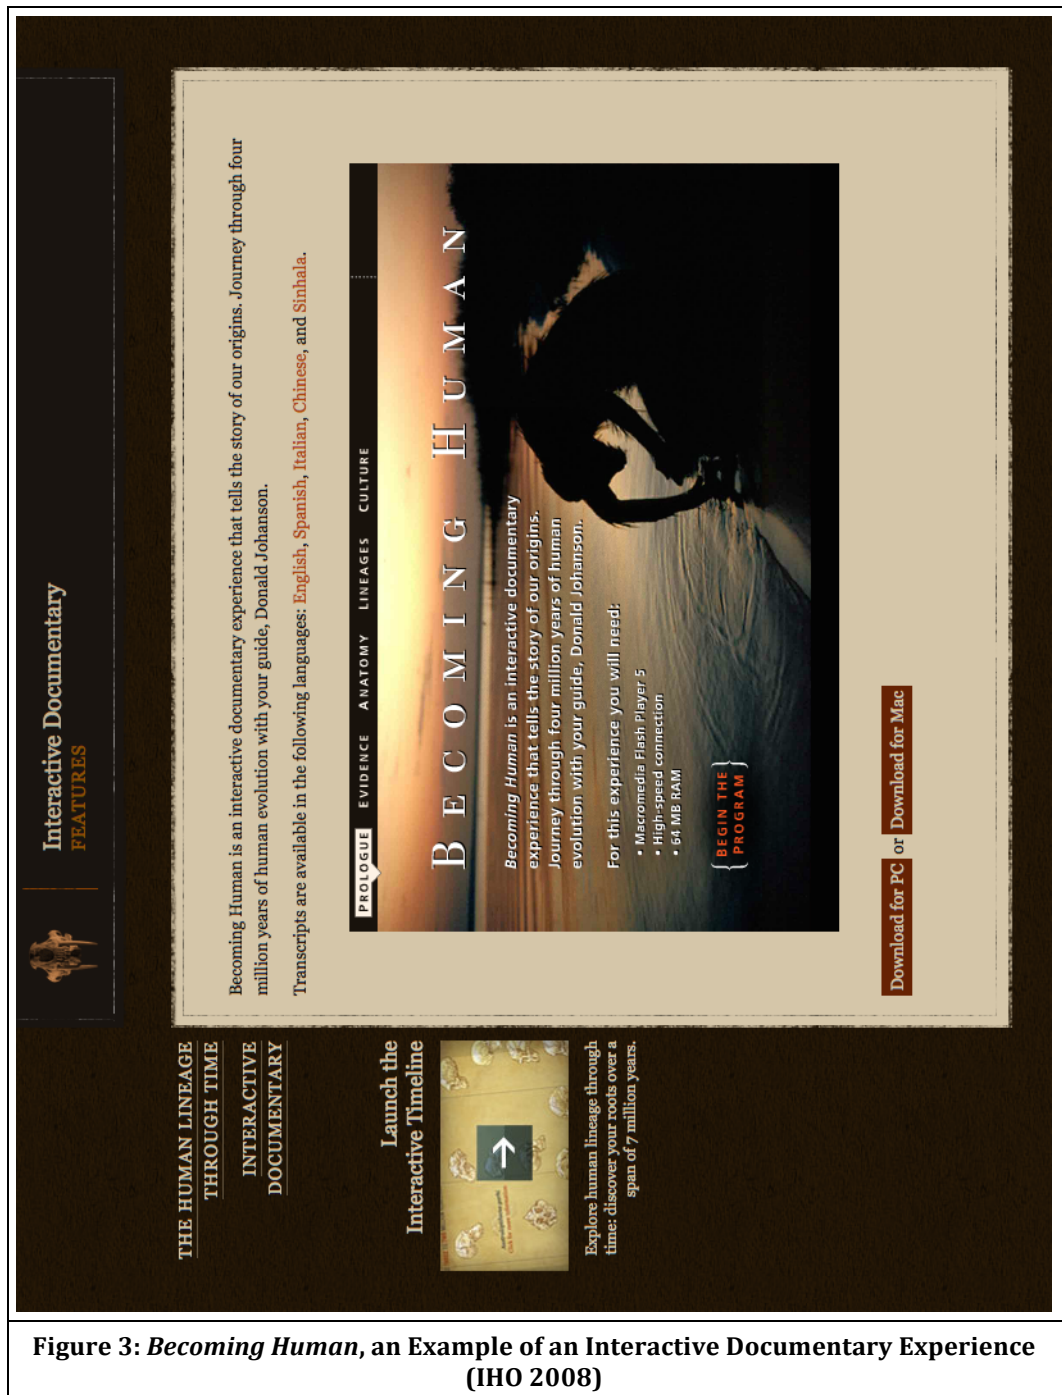 THE HUMAN LINEAGE
THROUGH TIME
INTERACTIVE
DOCUMENTARY
Launch the
Interactive Timeline
Explore human lineage through
time: discover your roots over a
span of 7 million years.
Interactive Documentary
FEATURES
Becoming Human is an interactive documentary experience that tells the story of our origins. Journey through four
million years of human evolution with your guide, Donald Johanson.
Transcripts are available in the following languages: English, Spanish, Italian, Chinese, and Sinhala.
PROLOGUE EVIDENCE ANATOMY LINEAGES CULTURE
BECOMING HUMAN
Becoming Human is an interactive documentary
experience that tells the story of our origins.
Journey through four million years of human
evolution with your guide, Donald Johanson.
For this experience you will need:
• Macromedia Flash Player 5
• High-speed connection
• 64 MB RAM
{ BEGIN THE }
{ PROGRAM }
Download for PC or Download for Mac
Figure 3: Becoming Human, an Example of an Interactive Documentary Experience
(IHO 2008)